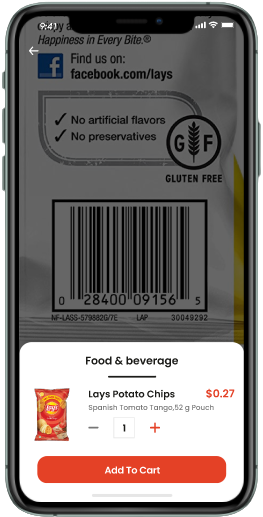 9:41
Happiness in Every Bite.®
Find us on:
facebook.com/lays
✓ No artificial flavors
✓ No preservatives
G F
GLUTEN FREE
0 28400 09156 5
NF-LASS-579882G/7E LAP 30049292
Food & beverage
Lays Potato Chips $0.27
Spanish Tomato Tango,52 g Pouch
− 1 +
Add To Cart